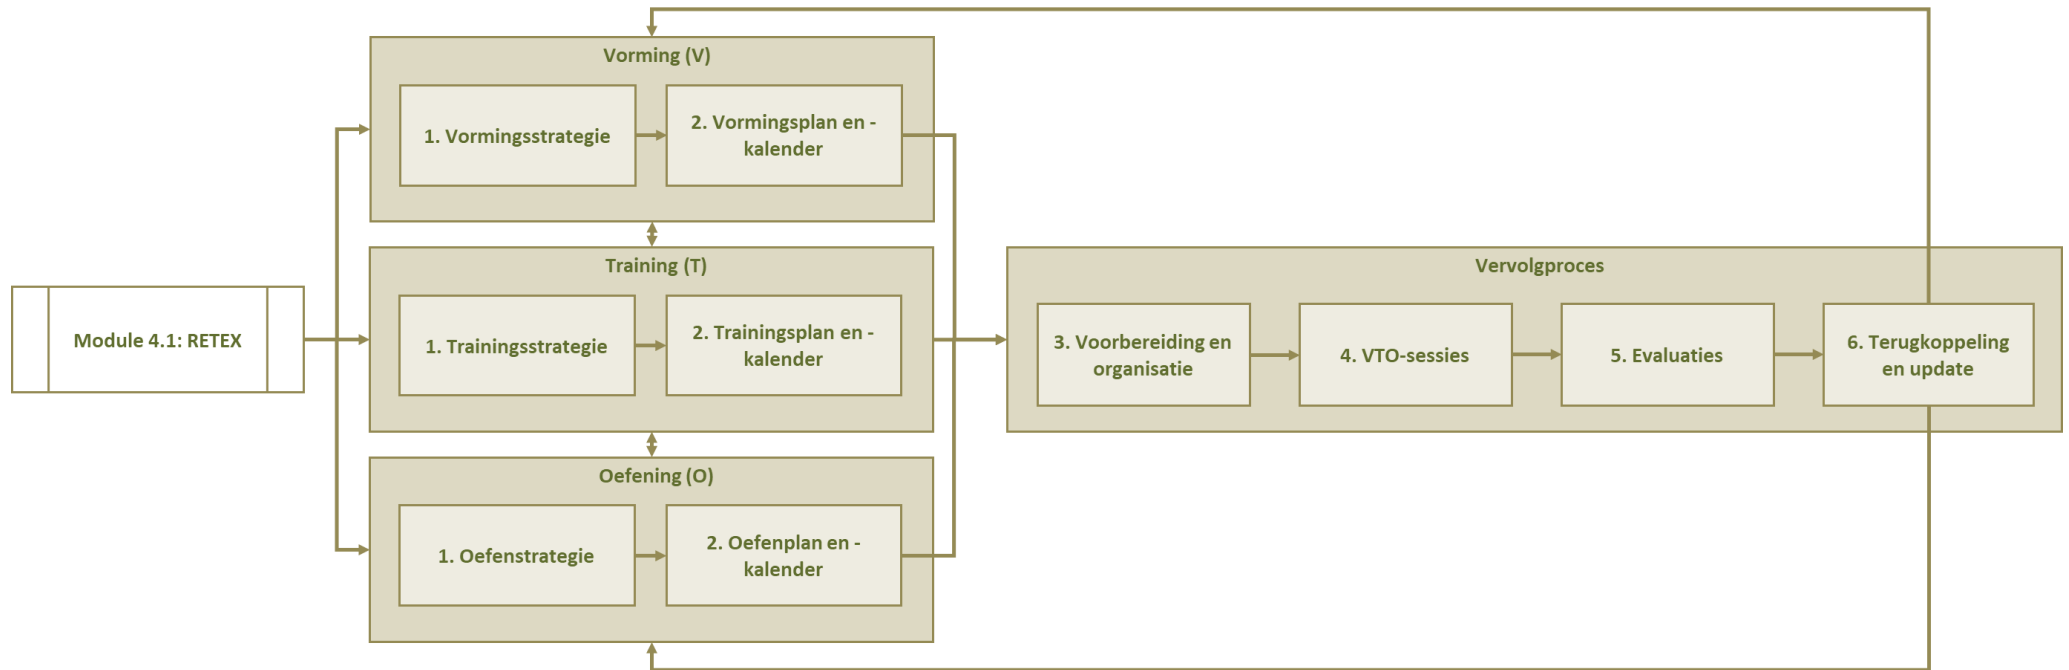 Vorming (V)
1. Vormingsstrategie
2. Vormingsplan en -
kalender
Training (T)
1. Trainingsstrategie
2. Trainingsplan en -
kalender
Module 4.1: RETEX
Oefening (O)
1. Oefenstrategie
2. Oefenplan en -
kalender
Vervolgproces
3. Voorbereiding en
organisatie
4. VTO-sessies
5. Evaluaties
6. Terugkoppeling
en update